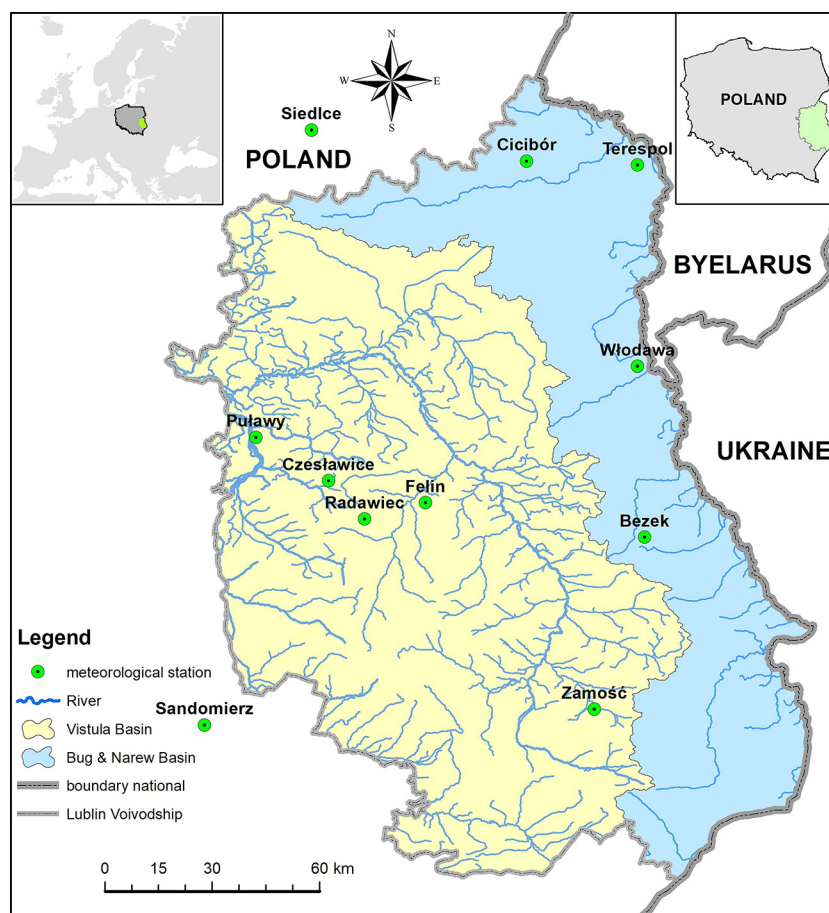 N
W
E
S
POLAND
Siedlce
Cicibór
Terespol
POLAND
BYELARUS
Włodawa
Puławy
UKRAINE
Czesławice
Felin
Radawiec
Bezek
Legend
meteorological station
River
Vistula Basin
Bug & Narew Basin
boundary national
Lublin Voivodship
Sandomierz
Zamość
0 15 30 60 km